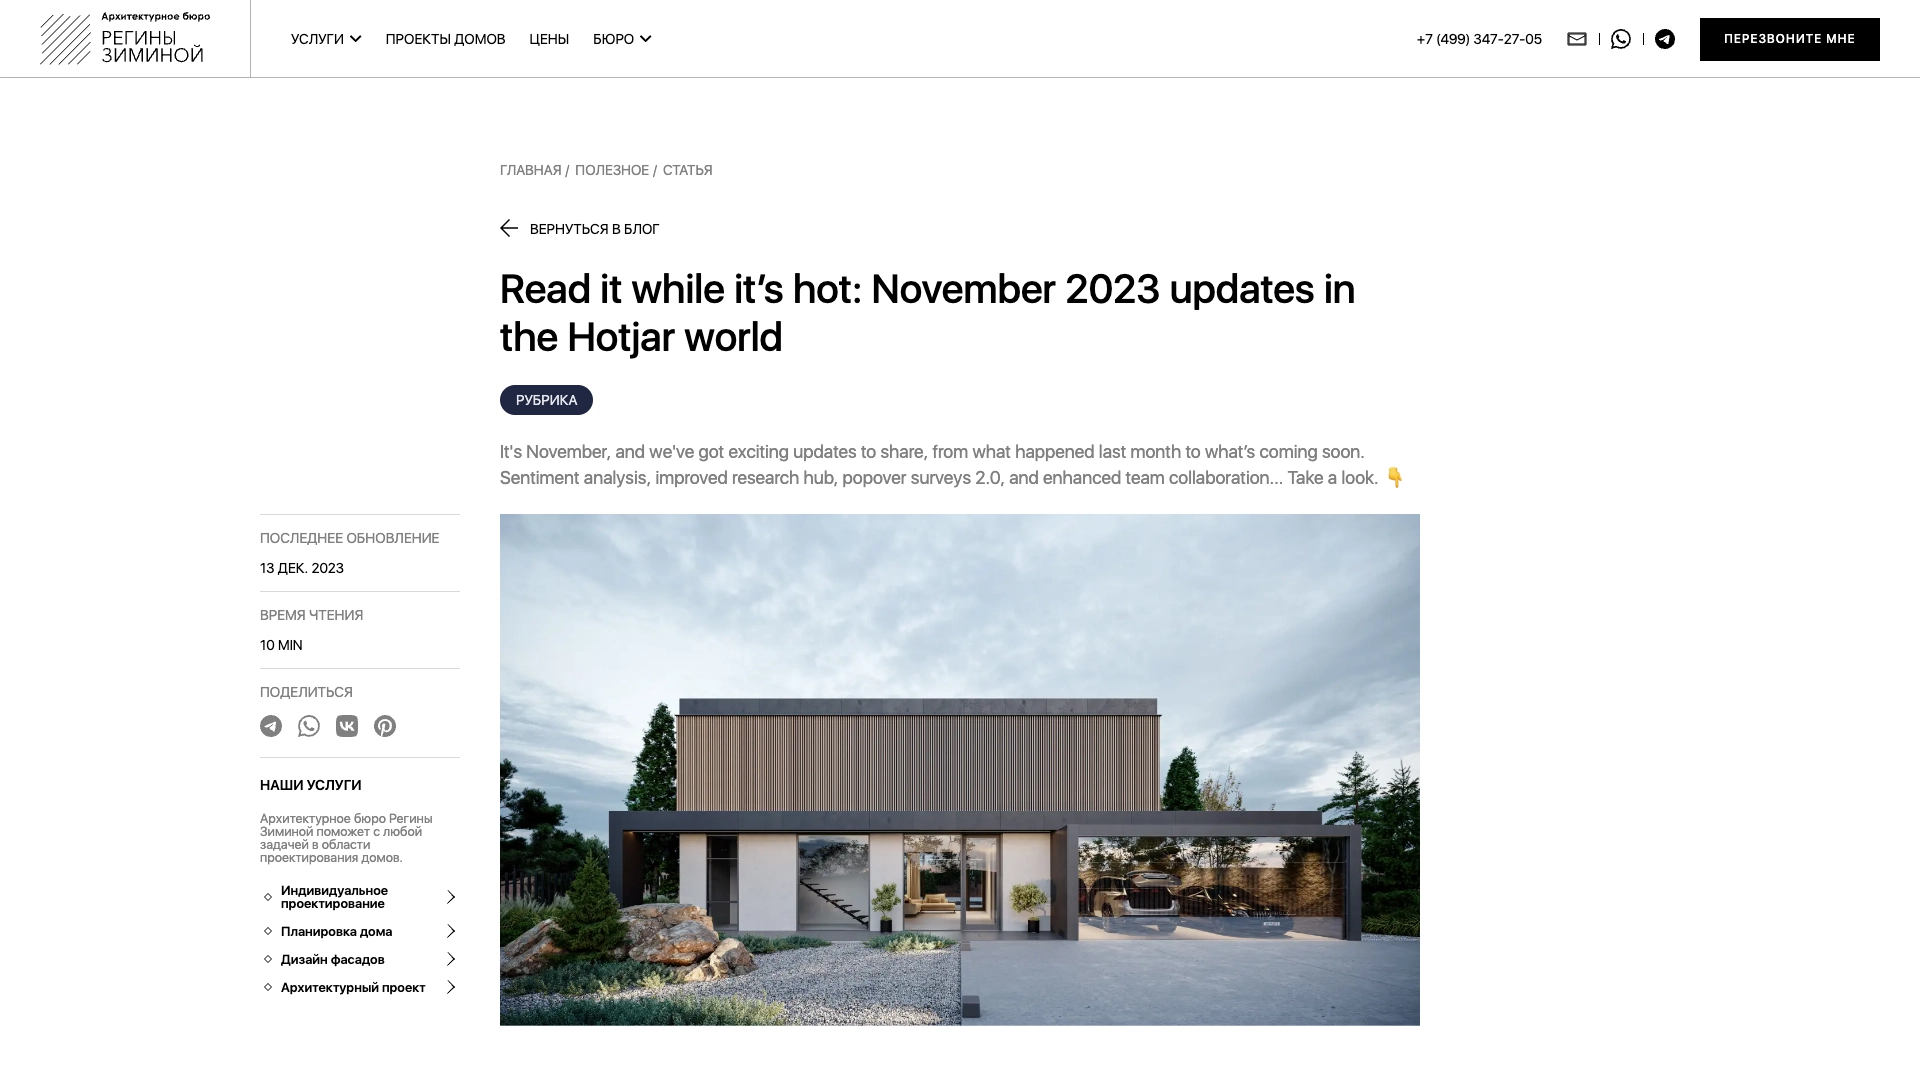 Архитектурное бюро
РЕГИНЫ
ЗИМИНОЙ
УСЛУГИ
ПРОЕКТЫ ДОМОВ
ЦЕНЫ
БЮРО
+7 (499) 347-27-05
ПЕРЕЗВОНИТЕ МНЕ
ГЛАВНАЯ / ПОЛЕЗНОЕ / СТАТЬЯ
ВЕРНУТЬСЯ В БЛОГ
Read it while it’s hot: November 2023 updates in
the Hotjar world
РУБРИКА
It's November, and we've got exciting updates to share, from what happened last month to what’s coming soon.
Sentiment analysis, improved research hub, popover surveys 2.0, and enhanced team collaboration... Take a look. 👇
ПОСЛЕДНЕЕ ОБНОВЛЕНИЕ
13 ДЕК. 2023
ВРЕМЯ ЧТЕНИЯ
10 MIN
ПОДЕЛИТЬСЯ
НАШИ УСЛУГИ
Архитектурное бюро Регины
Зиминой поможет с любой
задачей в области
проектирования домов.
Индивидуальное
проектирование
Планировка дома
Дизайн фасадов
Архитектурный проект